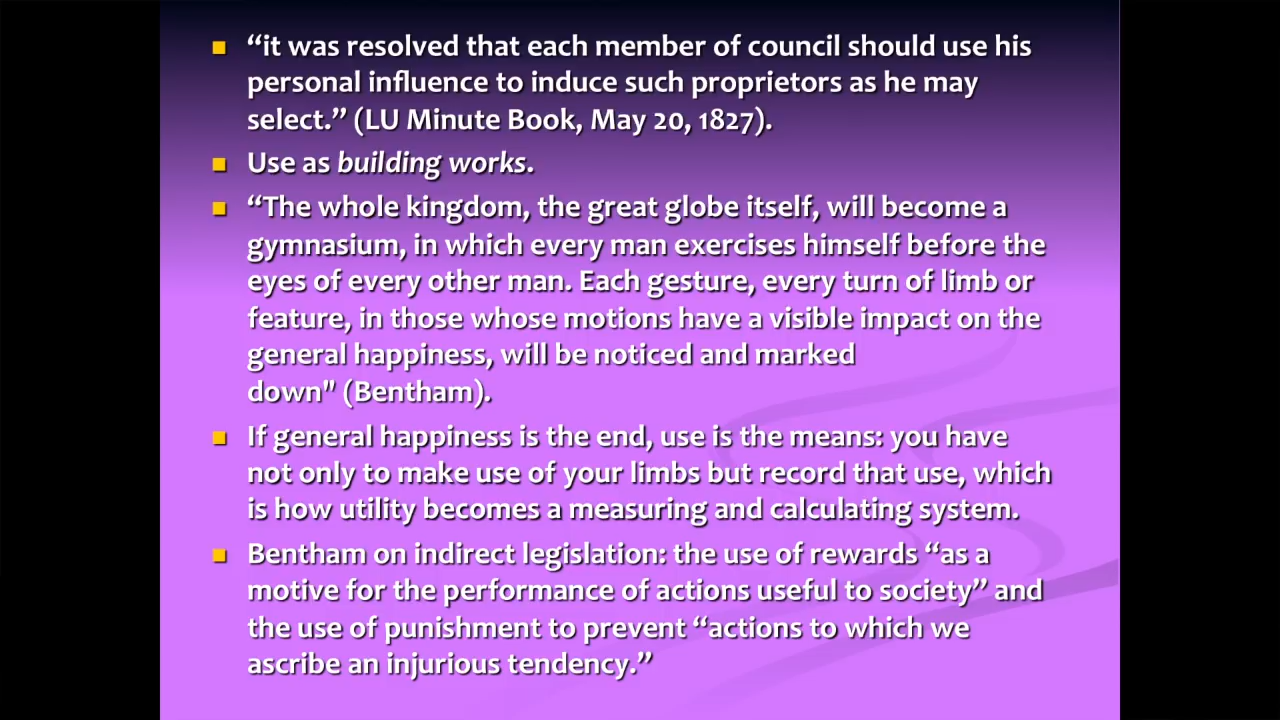 “it was resolved that each member of council should use his
personal influence to induce such proprietors as he may
select.” (LU Minute Book, May 20, 1827).
Use as building works.
“The whole kingdom, the great globe itself, will become a
gymnasium, in which every man exercises himself before the
eyes of every other man. Each gesture, every turn of limb or
feature, in those whose motions have a visible impact on the
general happiness, will be noticed and marked
down" (Bentham).
If general happiness is the end, use is the means: you have
not only to make use of your limbs but record that use, which
is how utility becomes a measuring and calculating system.
Bentham on indirect legislation: the use of rewards “as a
motive for the performance of actions useful to society” and
the use of punishment to prevent “actions to which we
ascribe an injurious tendency.”